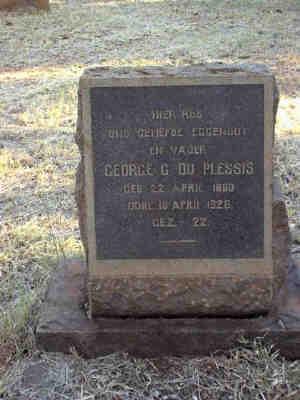 HIER RUS
ONS GELIEFDE EGGENOOT
EN VADER
GEORGE G. DU PLESSIS
GEB. 22 APRIL
OORL. 10 APRIL 1926
GEZ. 22.